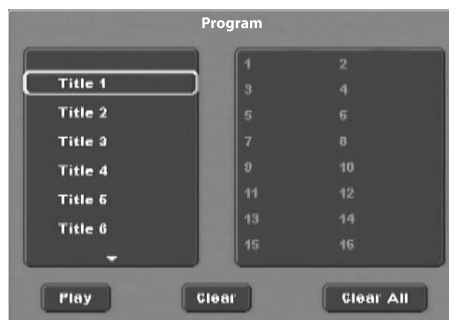 Program
Title 1
Title 2
Title 3
Title 4
Title 5
Title 6
1 2
3 4
5 6
7 8
9 10
11 12
13 14
15 16
Play Clear Clear All